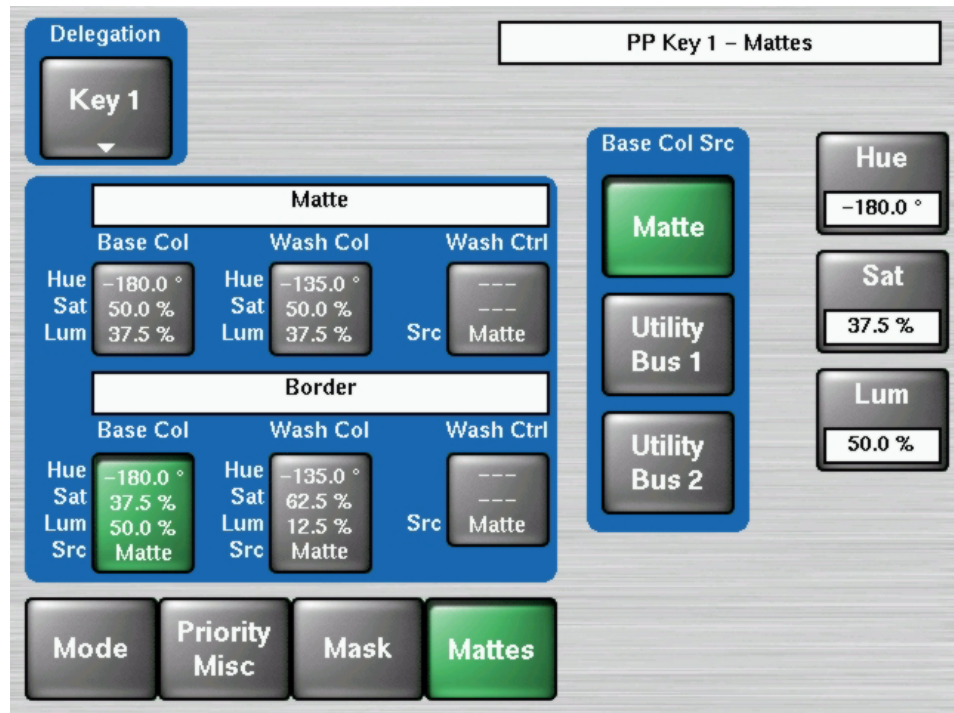 Delegation
PP Key 1 – Mattes
Key 1
Matte
Base Col Wash Col Wash Ctrl
Hue −180.0 ° Hue −135.0 ° ---
Sat 50.0 % Sat 50.0 % ---
Lum 37.5 % Lum 37.5 % Src Matte
Border
Base Col Wash Col Wash Ctrl
Hue −180.0 ° Hue −135.0 ° ---
Sat 37.5 % Sat 62.5 % ---
Lum 50.0 % Lum 12.5 % Src Matte
Src Matte Src Matte
Base Col Src
Matte
Utility
Bus 1
Utility
Bus 2
Hue
−180.0 °
Sat
37.5 %
Lum
50.0 %
Mode
Priority
Misc
Mask
Mattes